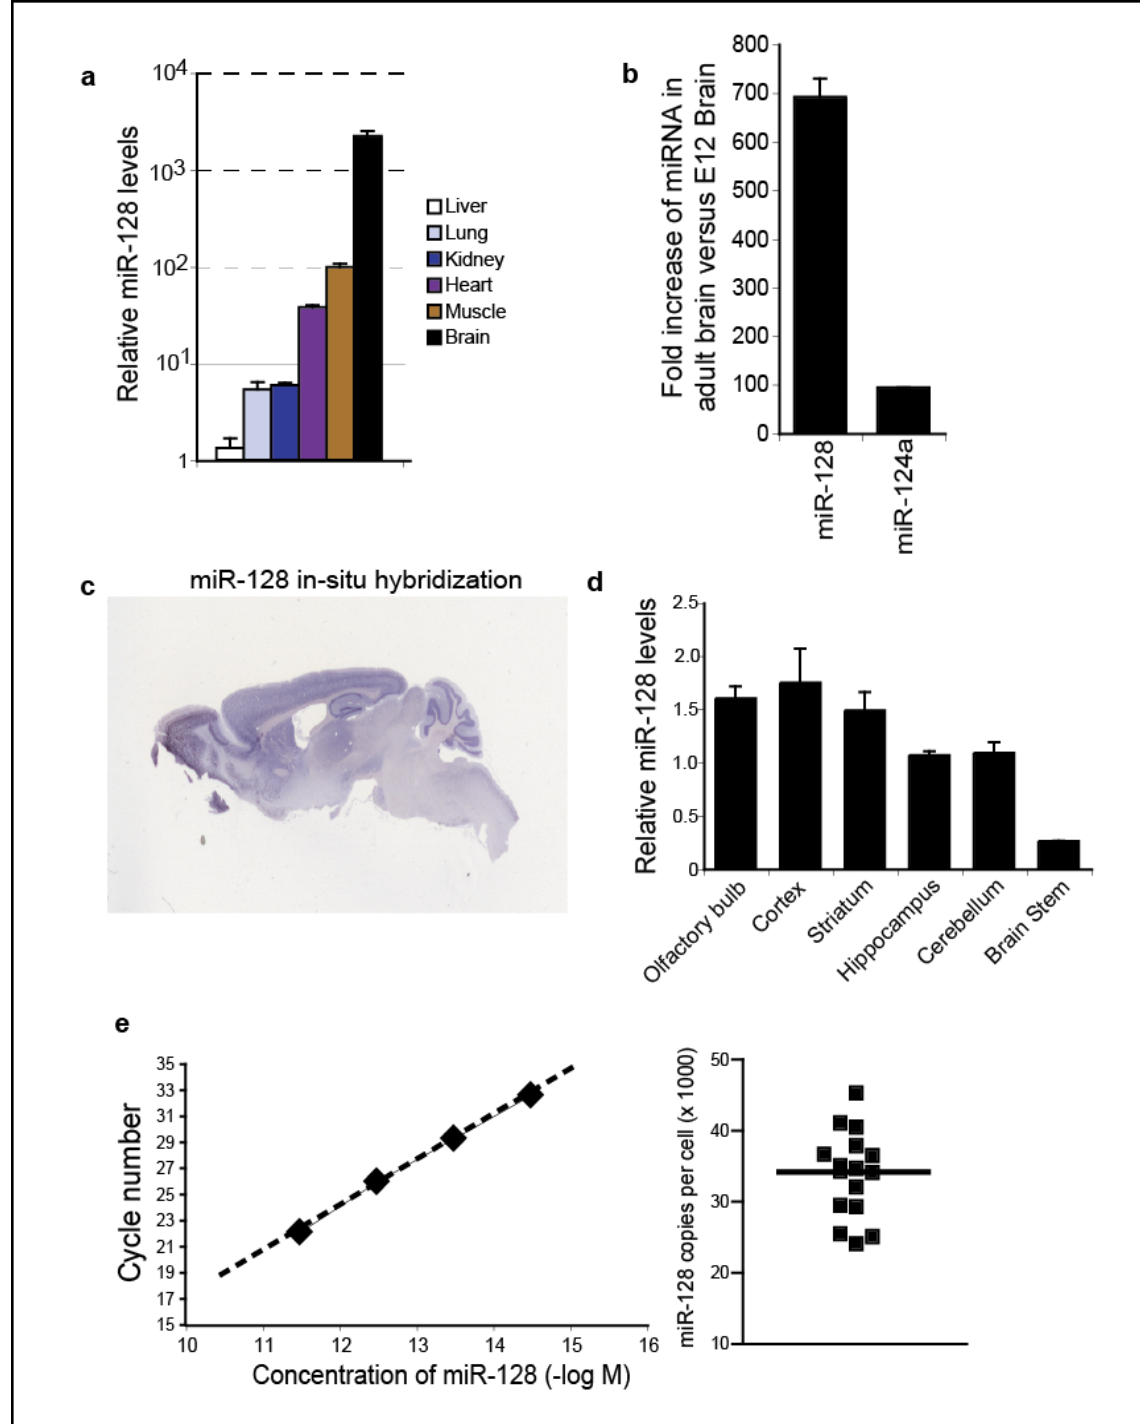 a
Relative miR-128 levels
10^4
10^3
10^2
10^1
1
Liver
Lung
Kidney
Heart
Muscle
Brain
b
Fold increase of miRNA in
adult brain versus E12 Brain
800
700
600
500
400
300
200
100
0
miR-128
miR-124a
c
miR-128 in-situ hybridization
d
Relative miR-128 levels
2.5
2.0
1.5
1.0
0.5
0
Olfactory bulb
Cortex
Striatum
Hippocampus
Cerebellum
Brain Stem
e
Cycle number
35
33
31
29
27
25
23
21
19
17
15
10 11 12 13 14 15 16
Concentration of miR-128 (-log M)
miR-128 copies per cell (x 1000)
50
40
30
20
10